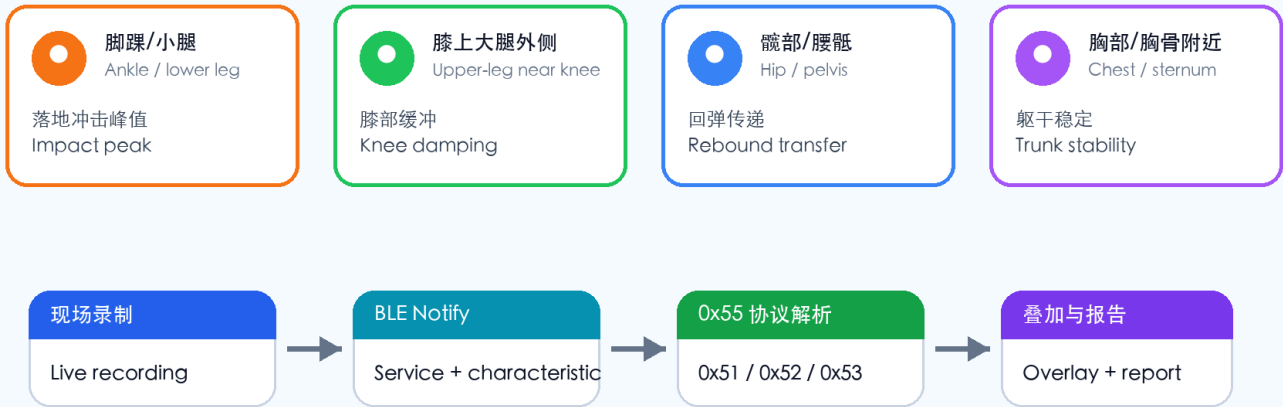 脚踝/小腿
Ankle / lower leg
落地冲击峰值
Impact peak
膝上大腿外侧
Upper-leg near knee
膝部缓冲
Knee damping
髋部/腰骶
Hip / pelvis
回弹传递
Rebound transfer
胸部/胸骨附近
Chest / sternum
躯干稳定
Trunk stability
现场录制
Live recording
BLE Notify
Service + characteristic
0x55 协议解析
0x51 / 0x52 / 0x53
叠加与报告
Overlay + report